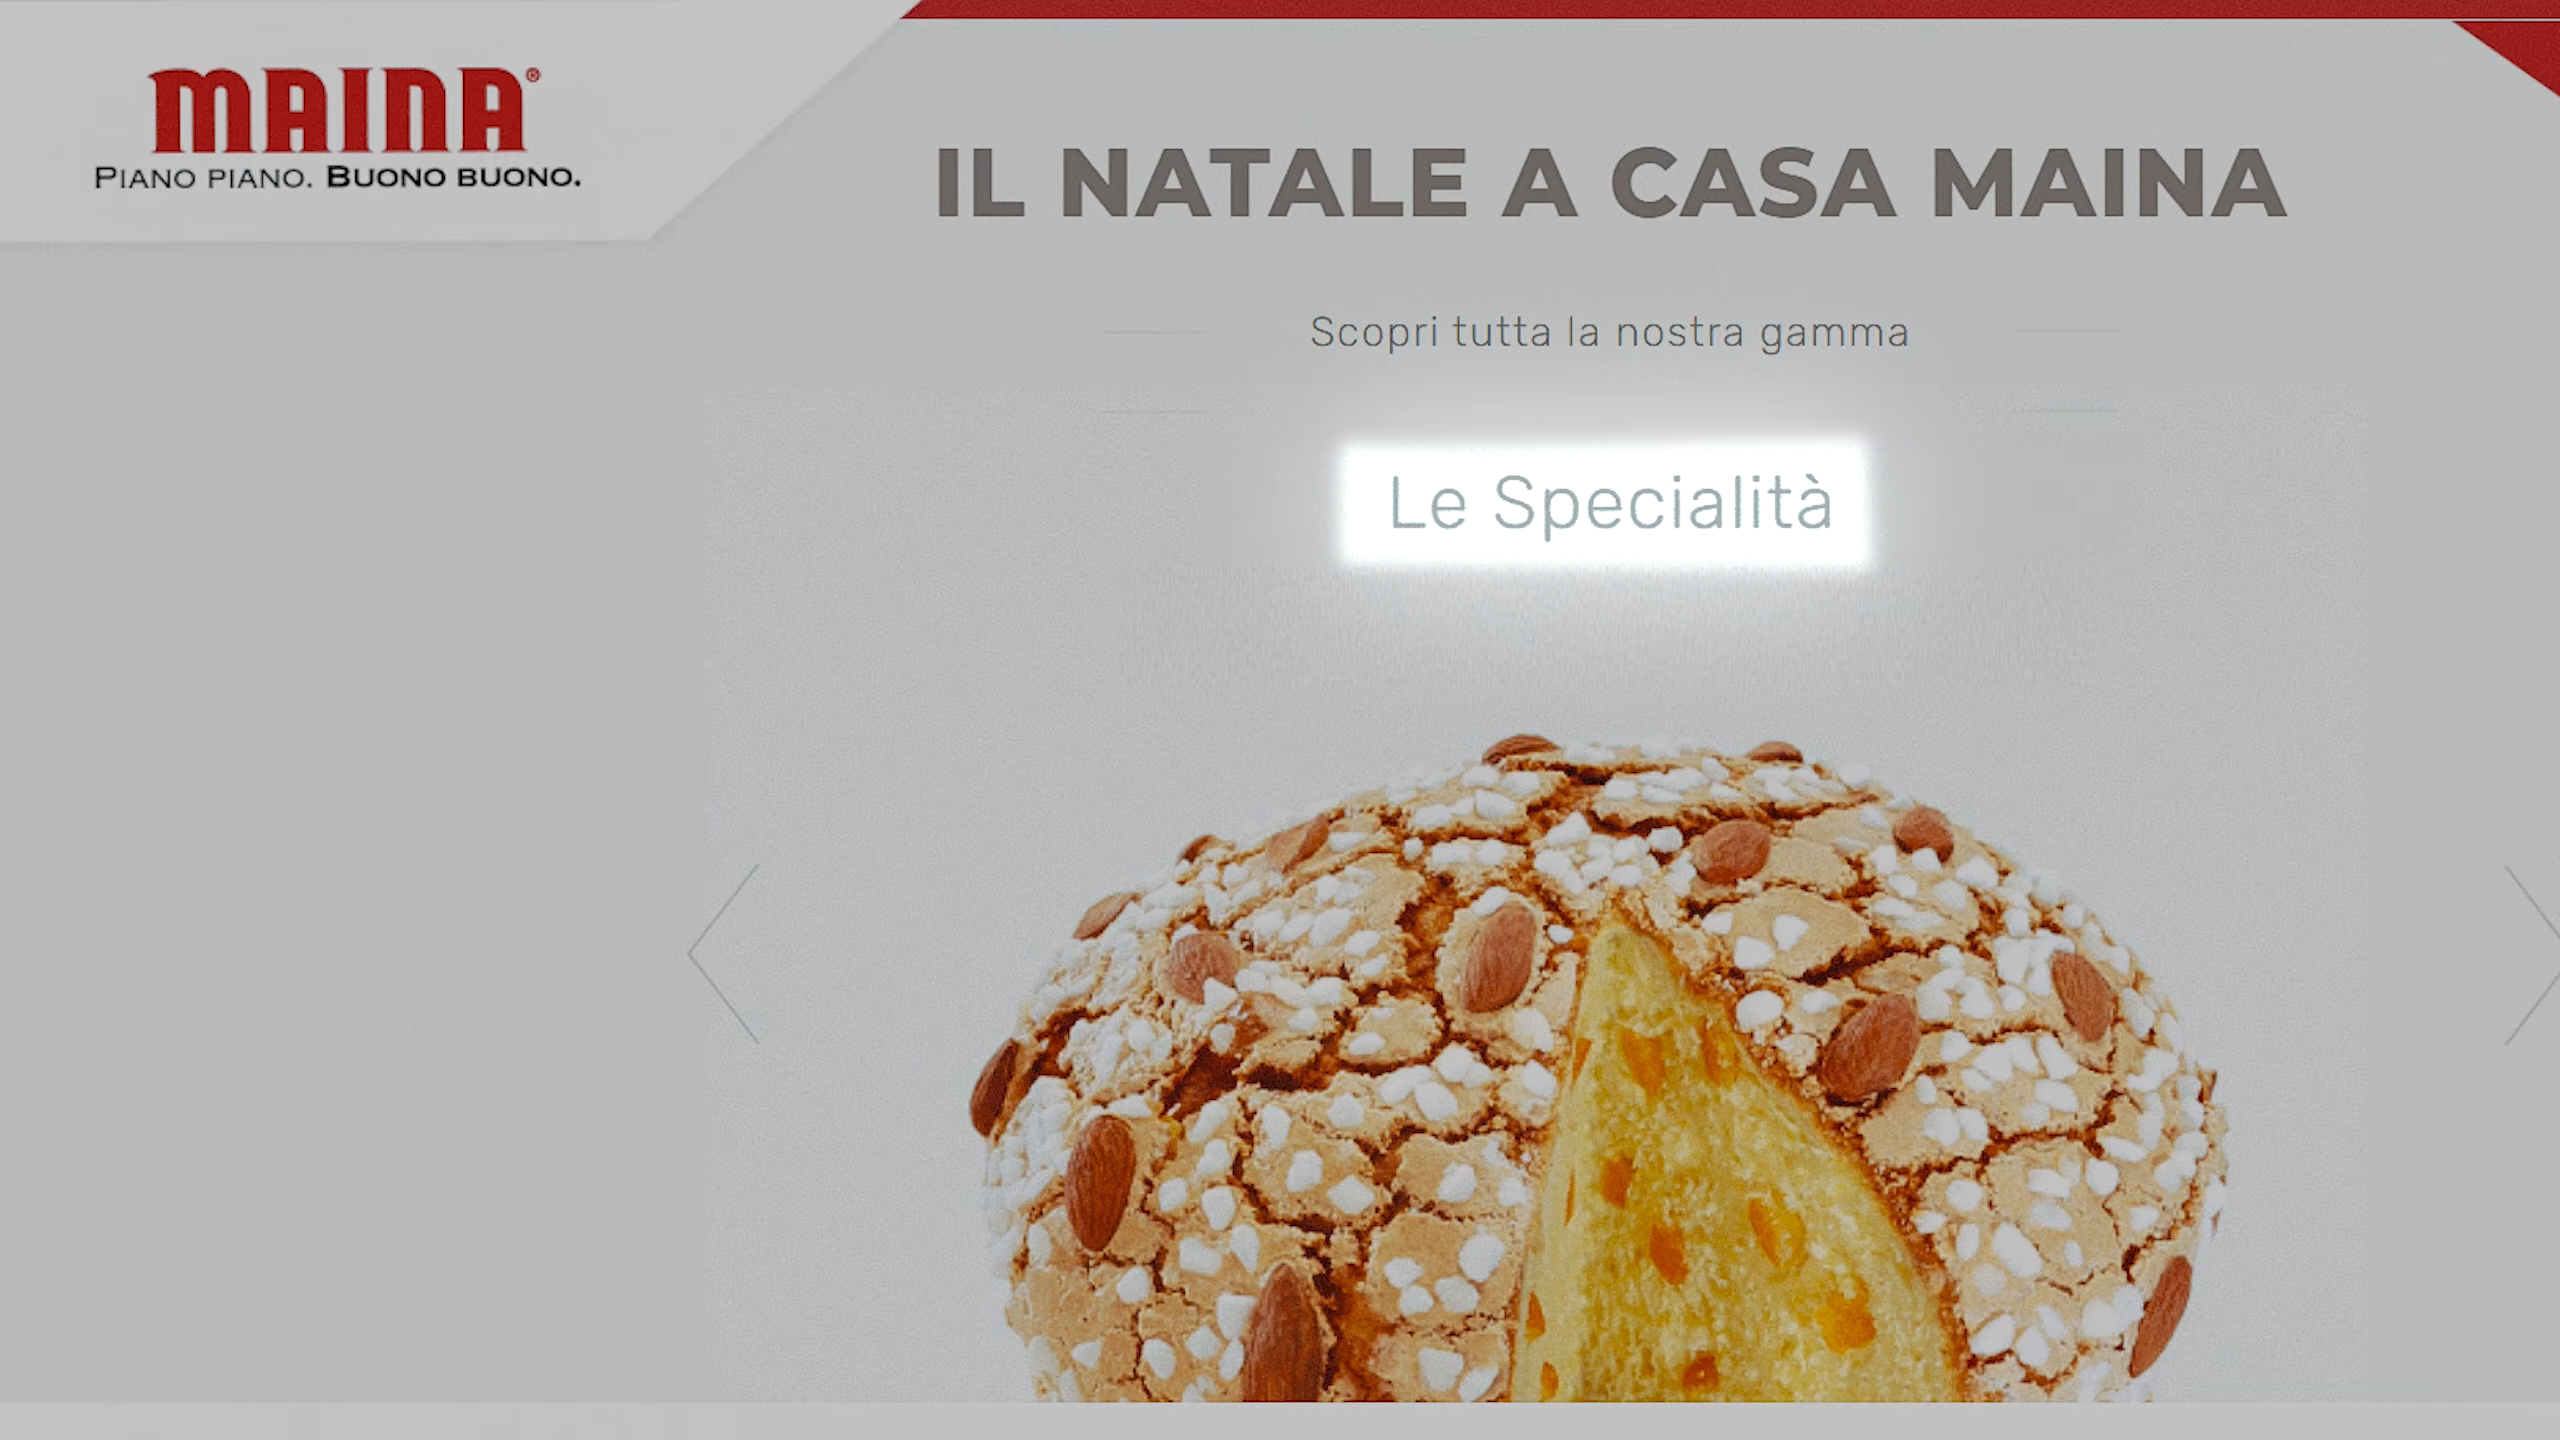 MAINA®
PIANO PIANO. BUONO BUONO.
IL NATALE A CASA MAINA
Scopri tutta la nostra gamma
Le Specialità